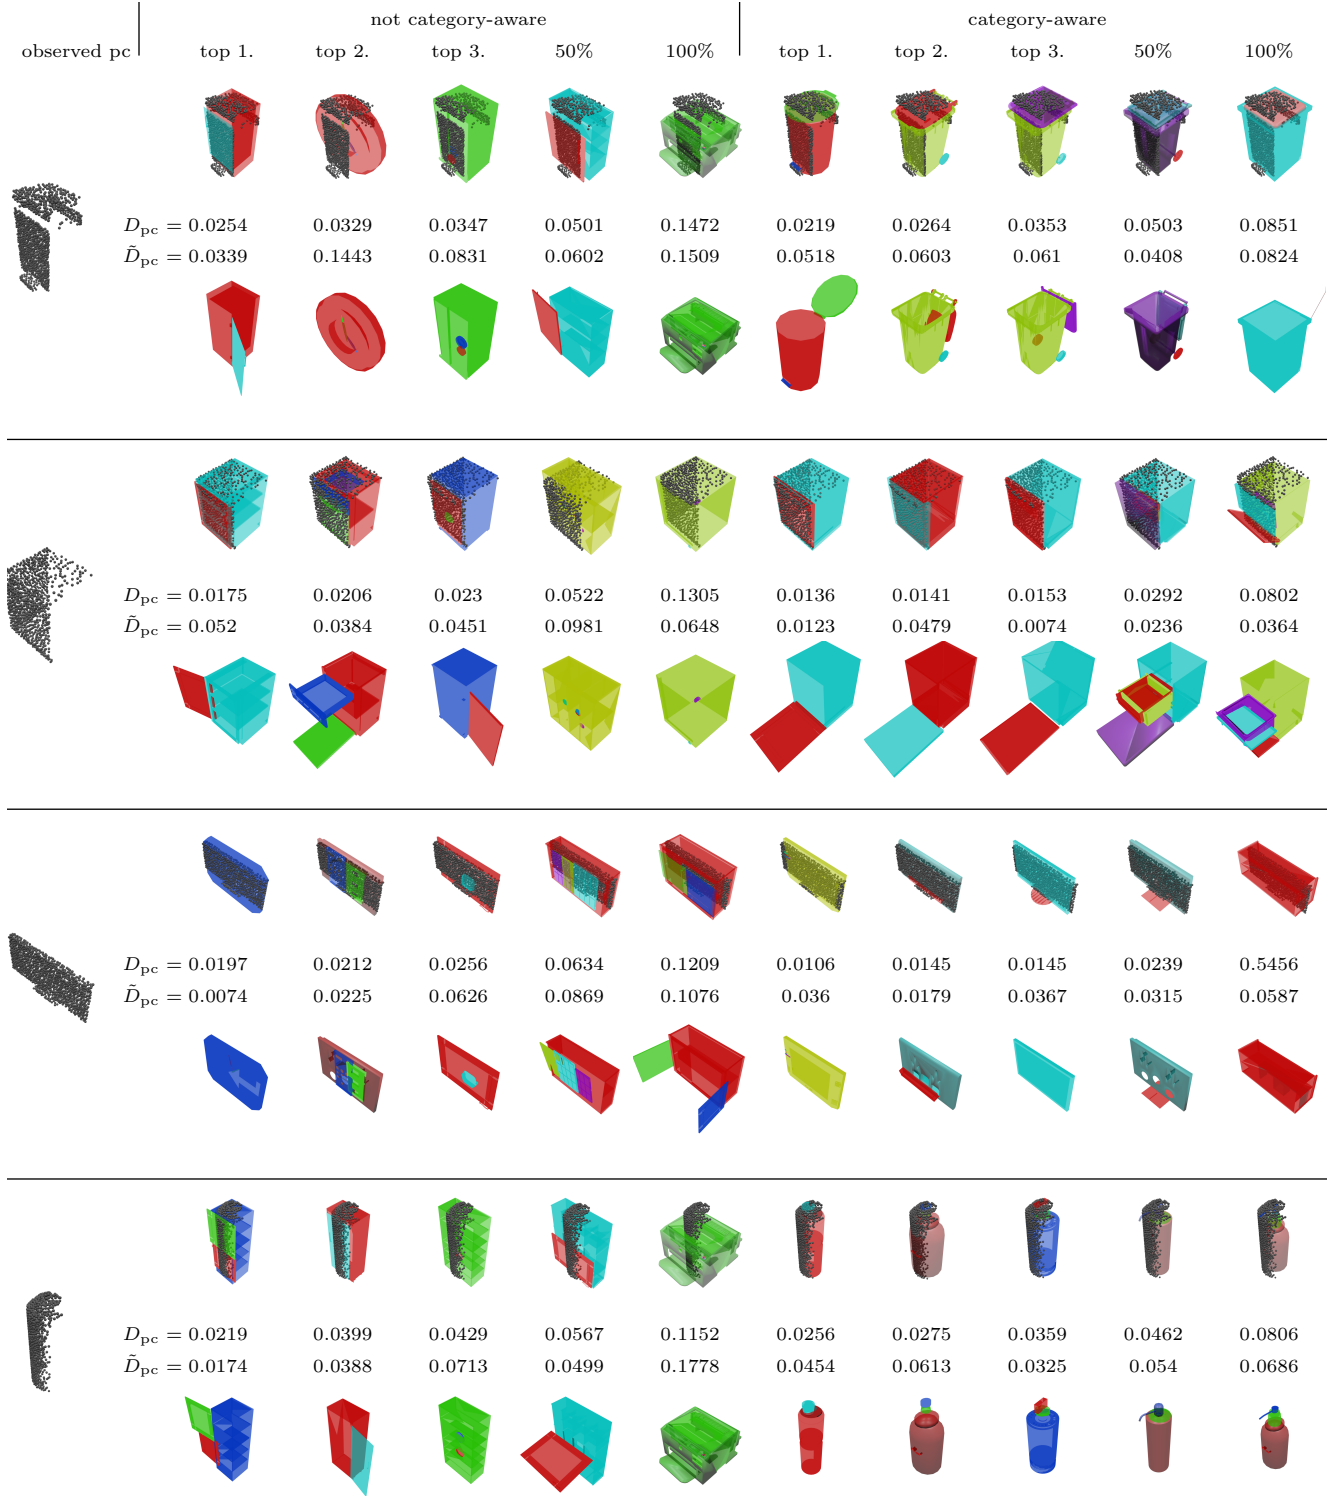 not category-aware category-aware
observed pc top 1. top 2. top 3. 50% 100% top 1. top 2. top 3. 50% 100%
D_pc = 0.0254 0.0329 0.0347 0.0501 0.1472 0.0219 0.0264 0.0353 0.0503 0.0851
D̃_pc = 0.0339 0.1443 0.0831 0.0602 0.1509 0.0518 0.0603 0.061 0.0408 0.0824
D_pc = 0.0175 0.0206 0.023 0.0522 0.1305 0.0136 0.0141 0.0153 0.0292 0.0802
D̃_pc = 0.052 0.0384 0.0451 0.0981 0.0648 0.0123 0.0479 0.0074 0.0236 0.0364
D_pc = 0.0197 0.0212 0.0256 0.0634 0.1209 0.0106 0.0145 0.0145 0.0239 0.5456
D̃_pc = 0.0074 0.0225 0.0626 0.0869 0.1076 0.036 0.0179 0.0367 0.0315 0.0587
D_pc = 0.0219 0.0399 0.0429 0.0567 0.1152 0.0256 0.0275 0.0359 0.0462 0.0806
D̃_pc = 0.0174 0.0388 0.0713 0.0499 0.1778 0.0454 0.0613 0.0325 0.054 0.0686